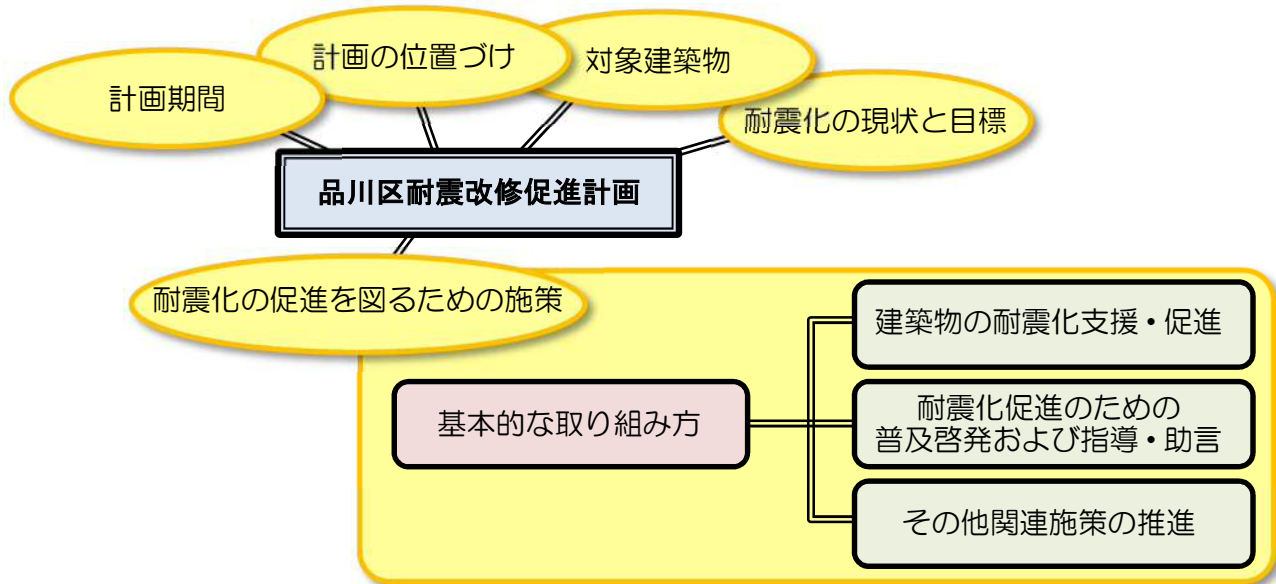 計画期間
計画の位置づけ
対象建築物
耐震化の現状と目標
品川区耐震改修促進計画
耐震化の促進を図るための施策
基本的な取り組み方
建築物の耐震化支援・促進
耐震化促進のための
普及啓発および指導・助言
その他関連施策の推進